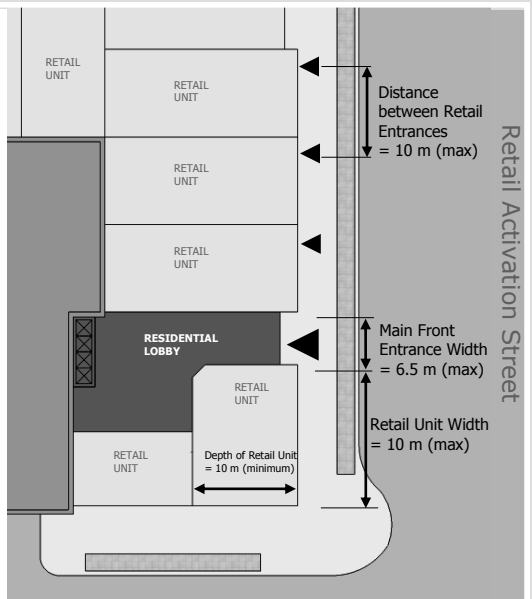 RETAIL
UNIT
RETAIL
UNIT
Distance
between Retail
Entrances
= 10 m (max)
Retail Activation Street
RETAIL
UNIT
RETAIL
UNIT
RESIDENTIAL
LOBBY
Main Front
Entrance Width
= 6.5 m (max)
RETAIL
UNIT
Retail Unit Width
= 10 m (max)
RETAIL
UNIT
Depth of Retail Unit
= 10 m (minimum)